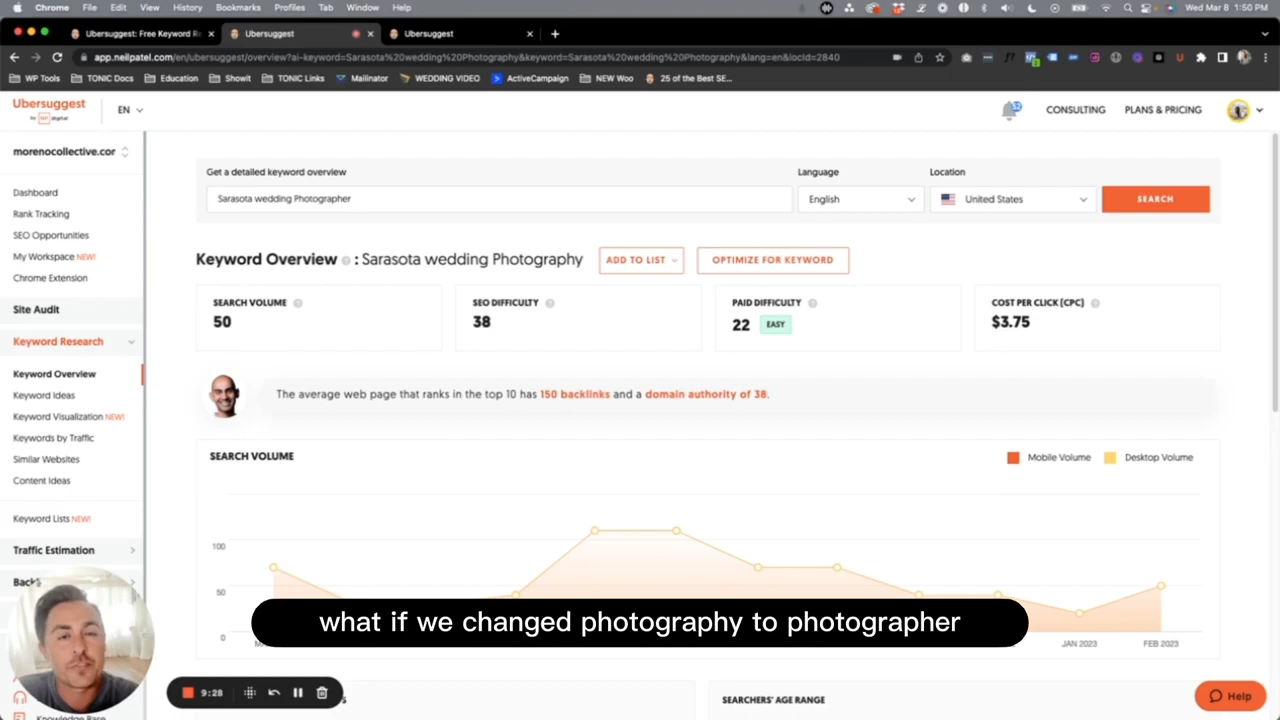 Chrome File Edit View History Bookmarks Profiles Tab Window Help Wed Mar 8 1:50 PM
Ubersuggest: Free Keyword R Ubersuggest Ubersuggest
app.neilpatel.com/en/ubersuggest/overview?ai-keyword=Sarasota%20wedding%20Photography&keyword=Sarasota%20wedding%20Photography&lang=en&locId=2840
WP Tools TONIC Docs Education Showit TONIC Links Mailinator WEDDING VIDEO ActiveCampaign NEW Woo 25 of the Best SE...
Ubersuggest EN CONSULTING PLANS & PRICING
by NP digital
morenocollective.cor
Get a detailed keyword overview Language Location
Sarasota wedding Photographer English United States SEARCH
Dashboard
Rank Tracking
SEO Opportunities
My Workspace NEW!
Chrome Extension
Site Audit
Keyword Research
Keyword Overview
Keyword Ideas
Keyword Visualization NEW!
Keywords by Traffic
Similar Websites
Content Ideas
Keyword Lists NEW!
Traffic Estimation
Back
Knowledge Base
Keyword Overview : Sarasota wedding Photography ADD TO LIST OPTIMIZE FOR KEYWORD
SEARCH VOLUME SEO DIFFICULTY PAID DIFFICULTY COST PER CLICK (CPC)
50 38 22 EASY $3.75
The average web page that ranks in the top 10 has 150 backlinks and a domain authority of 38.
SEARCH VOLUME Mobile Volume Desktop Volume
100
50
0
JAN 2023 FEB 2023
what if we changed photography to photographer
9:28
SEARCHERS' AGE RANGE
Help